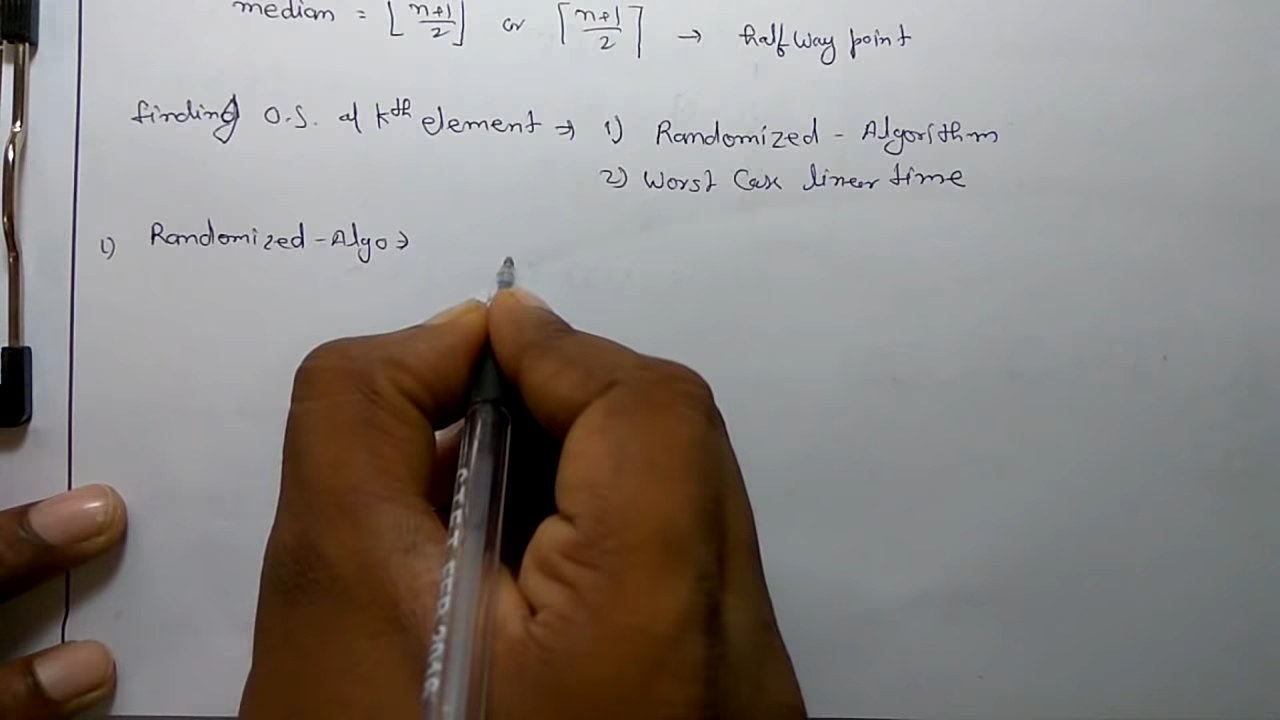 median = ⌊n+1/2⌋ or ⌈n+1/2⌉ → half way point
finding O.S. of kth element ⇒ 1) Randomized - Algorithm
2) Worst Case linear time
1) Randomized - Algo ⇒